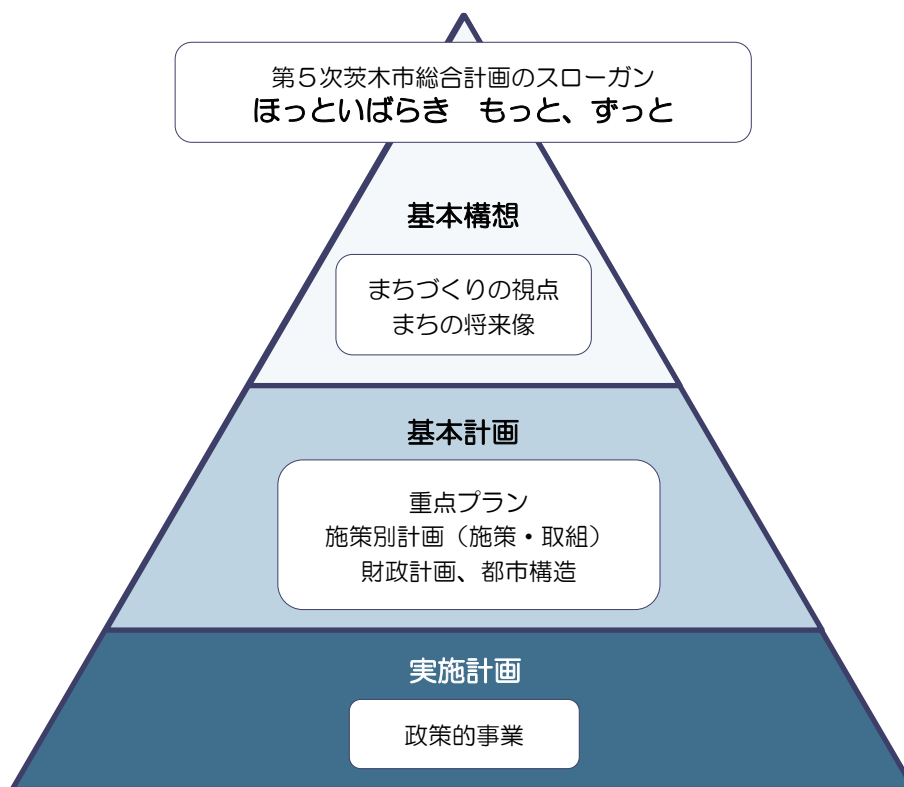 第５次茨木市総合計画のスローガン
ほっといばらき　もっと、ずっと
基本構想
まちづくりの視点
まちの将来像
基本計画
重点プラン
施策別計画（施策・取組）
財政計画、都市構造
実施計画
政策的事業